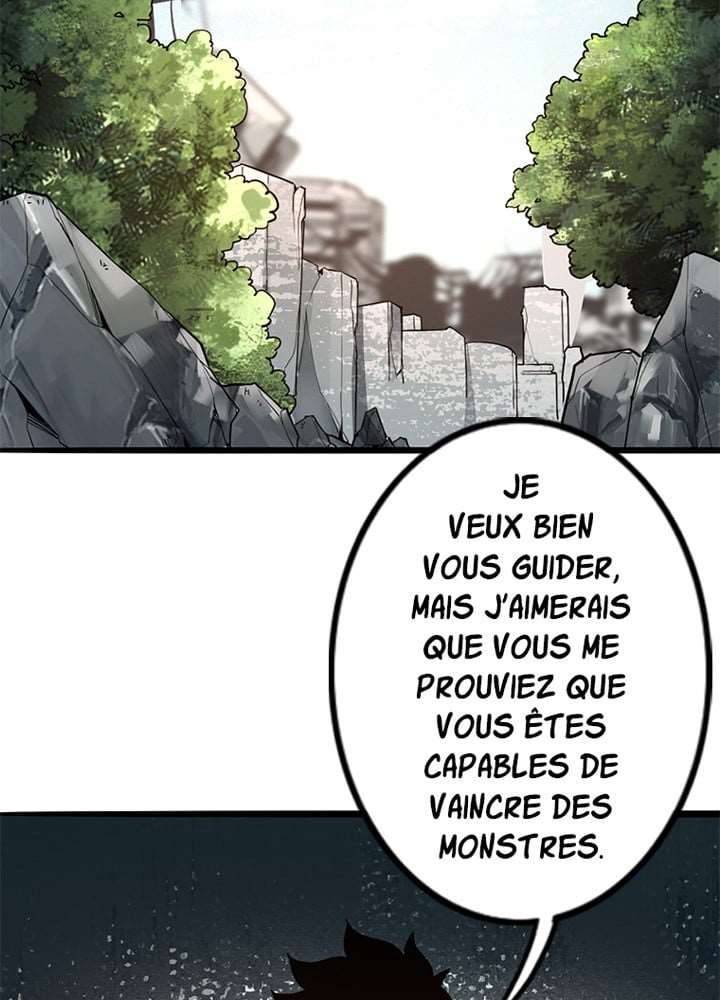 JE
VEUX BIEN
VOUS GUIDER,
MAIS J'AIMERAIS
QUE VOUS ME
PROUVIEZ QUE
VOUS ÊTES
CAPABLES DE
VAINCRE DES
MONSTRES.